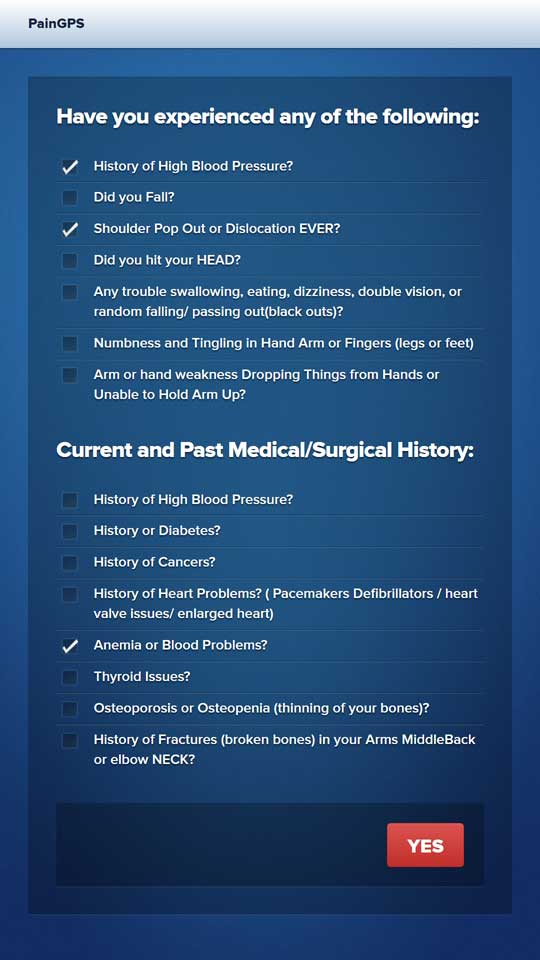 PainGPS
Have you experienced any of the following:
History of High Blood Pressure?
Did you Fall?
Shoulder Pop Out or Dislocation EVER?
Did you hit your HEAD?
Any trouble swallowing, eating, dizziness, double vision, or
random falling/ passing out(black outs)?
Numbness and Tingling in Hand Arm or Fingers (legs or feet)
Arm or hand weakness Dropping Things from Hands or
Unable to Hold Arm Up?
Current and Past Medical/Surgical History:
History of High Blood Pressure?
History or Diabetes?
History of Cancers?
History of Heart Problems? ( Pacemakers Defibrillators / heart
valve issues/ enlarged heart)
Anemia or Blood Problems?
Thyroid Issues?
Osteoporosis or Osteopenia (thinning of your bones)?
History of Fractures (broken bones) in your Arms MiddleBack
or elbow NECK?
YES